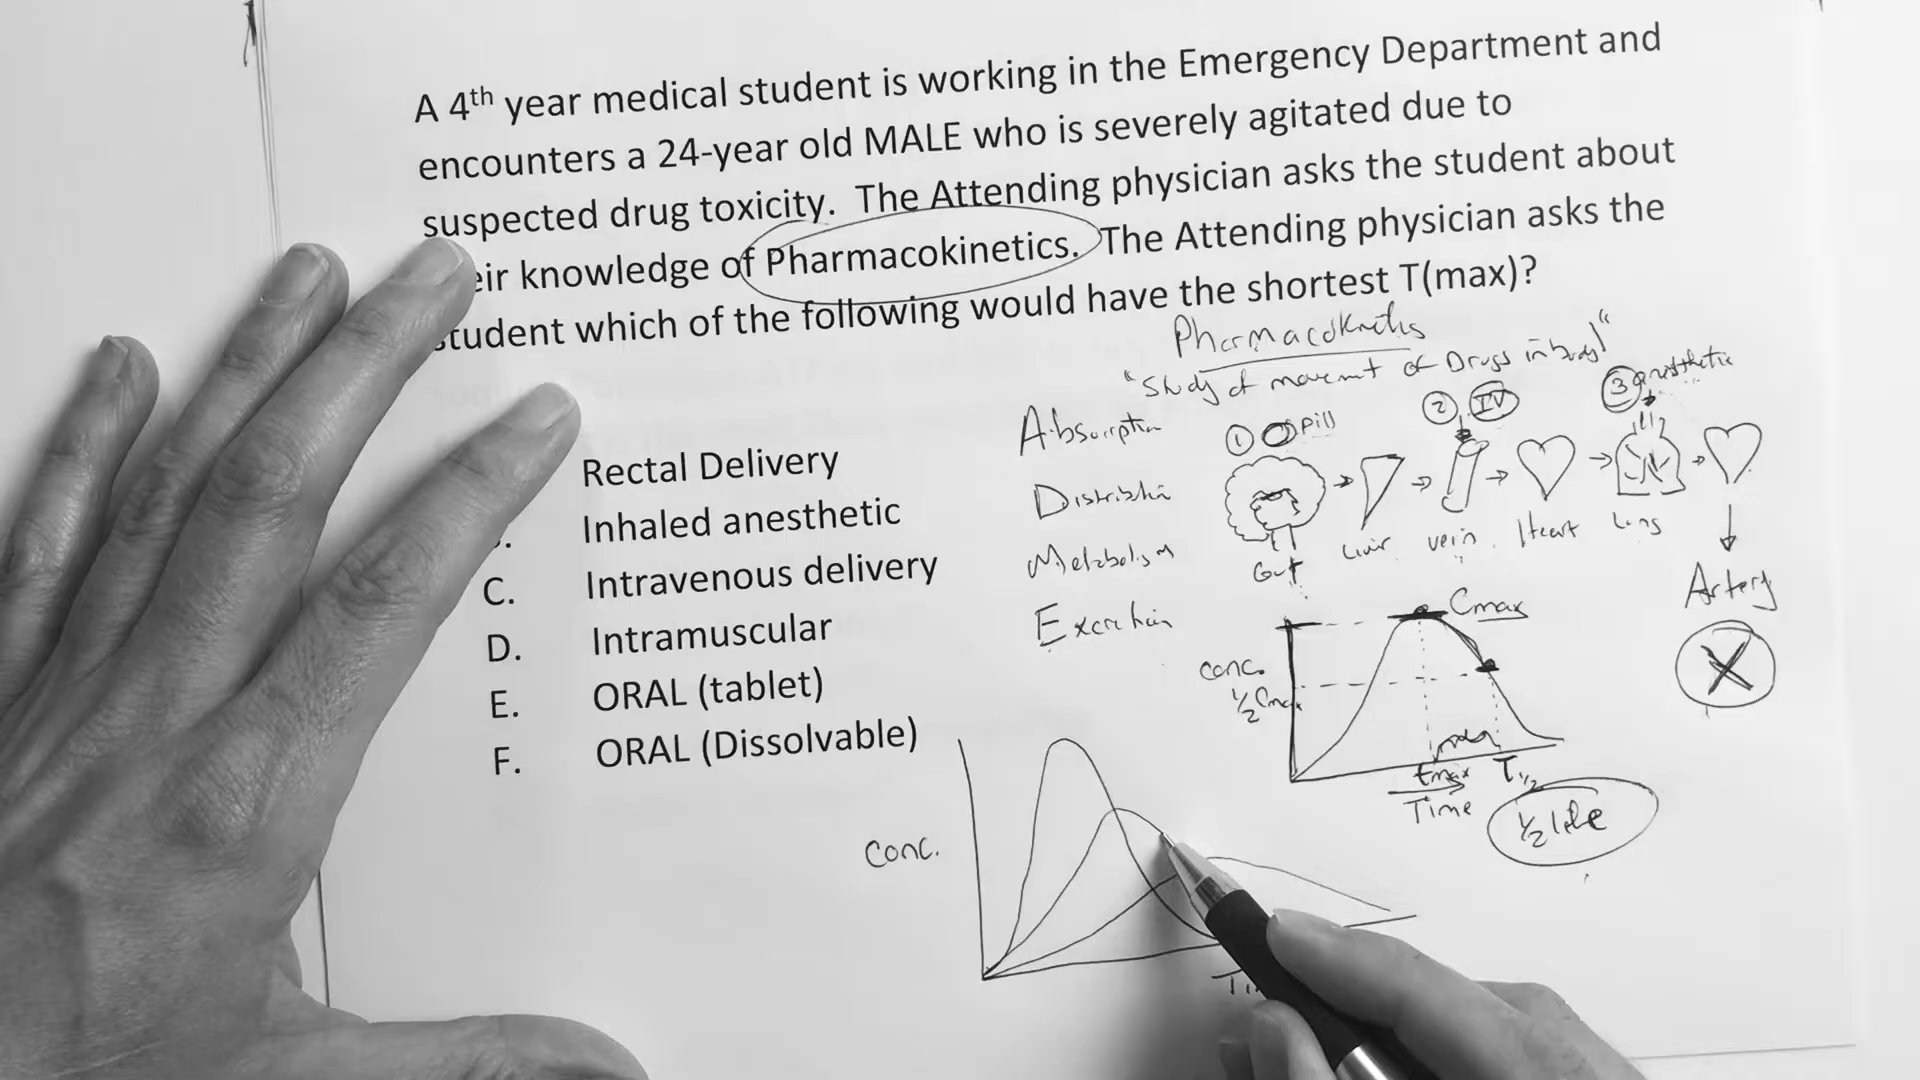 A 4th year medical student is working in the Emergency Department and
encounters a 24-year old MALE who is severely agitated due to
suspected drug toxicity. The Attending physician asks the student about
eir knowledge of Pharmacokinetics. The Attending physician asks the
student which of the following would have the shortest T(max)?
Rectal Delivery
Inhaled anesthetic
C. Intravenous delivery
D. Intramuscular
E. ORAL (tablet)
F. ORAL (Dissolvable)
"Study of movement of Drugs in body"
Absorption
Metabolism
1 pill
2 IV
3 anesthetic
Gut
Liver
vein
Heart
Lung
Artery
X
Cmax
conc.
1/2 Cmax
tmax
T1/2
Time
1/2 life
Conc.